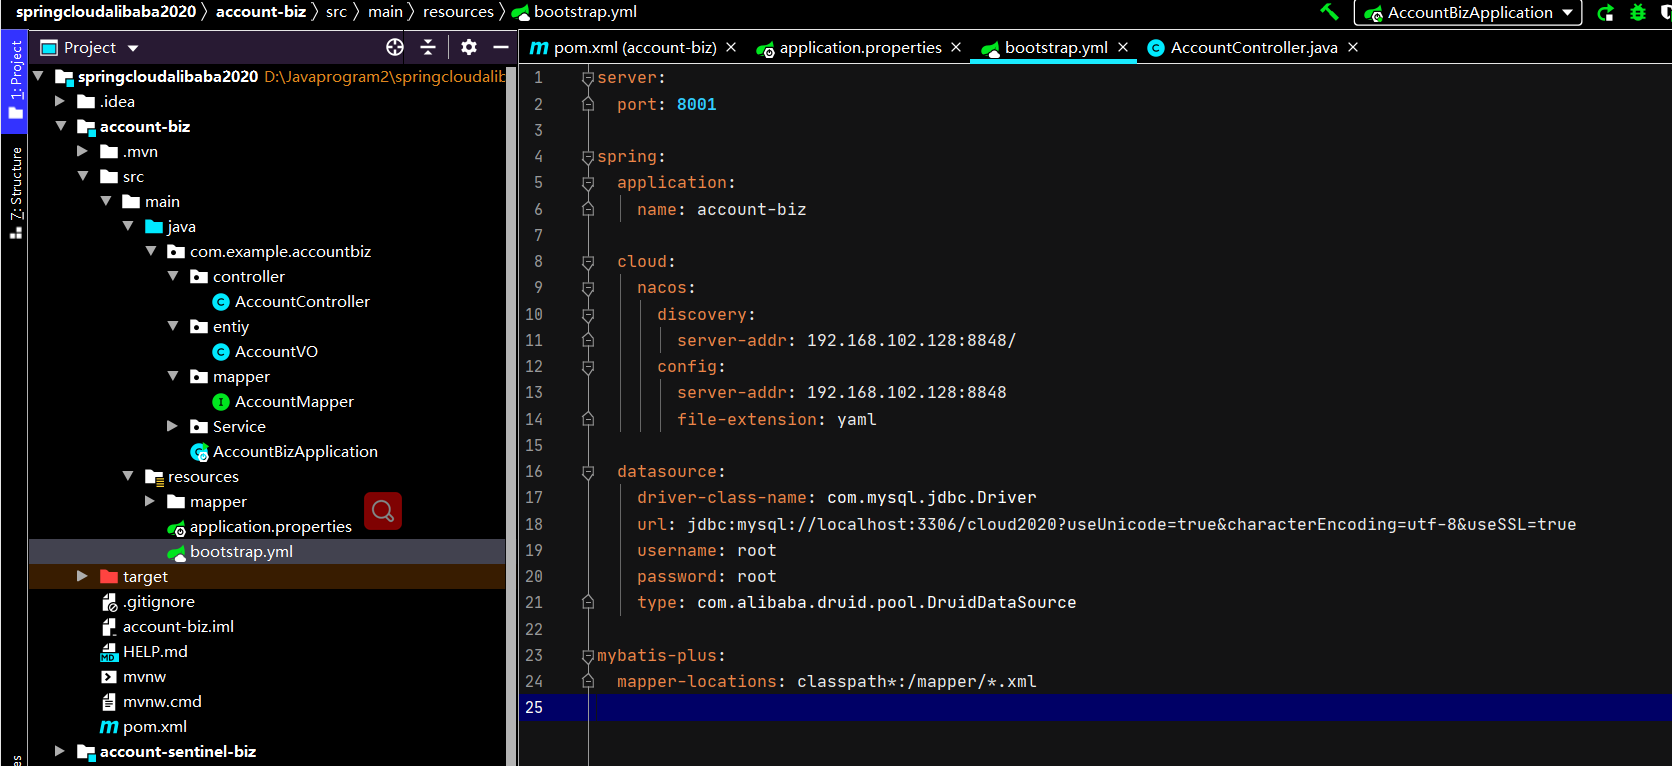 springcloudalibaba2020 account-biz src main resources bootstrap.yml
AccountBizApplication
1: Project
7: Structure
Project
springcloudalibaba2020 D:\Javaprogram2\springcloudalib
.idea
account-biz
.mvn
src
main
java
com.example.accountbiz
controller
AccountController
entiy
AccountVO
mapper
AccountMapper
Service
AccountBizApplication
resources
mapper
application.properties
bootstrap.yml
target
.gitignore
account-biz.iml
HELP.md
mvnw
mvnw.cmd
pom.xml
account-sentinel-biz
pom.xml (account-biz) application.properties bootstrap.yml AccountController.java
1 server:
2 port: 8001
3
4 spring:
5 application:
6 name: account-biz
7
8 cloud:
9 nacos:
10 discovery:
11 server-addr: 192.168.102.128:8848/
12 config:
13 server-addr: 192.168.102.128:8848
14 file-extension: yaml
15
16 datasource:
17 driver-class-name: com.mysql.jdbc.Driver
18 url: jdbc:mysql://localhost:3306/cloud2020?useUnicode=true&characterEncoding=utf-8&useSSL=true
19 username: root
20 password: root
21 type: com.alibaba.druid.pool.DruidDataSource
22
23 mybatis-plus:
24 mapper-locations: classpath*:/mapper/*.xml
25